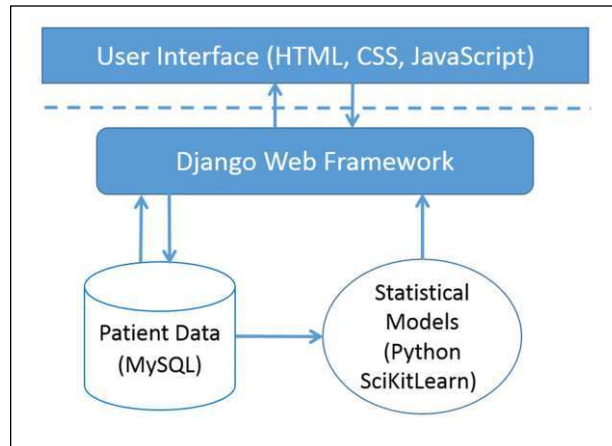 User Interface (HTML, CSS, JavaScript)
Django Web Framework
Patient Data
(MySQL)
Statistical
Models
(Python
SciKitLearn)